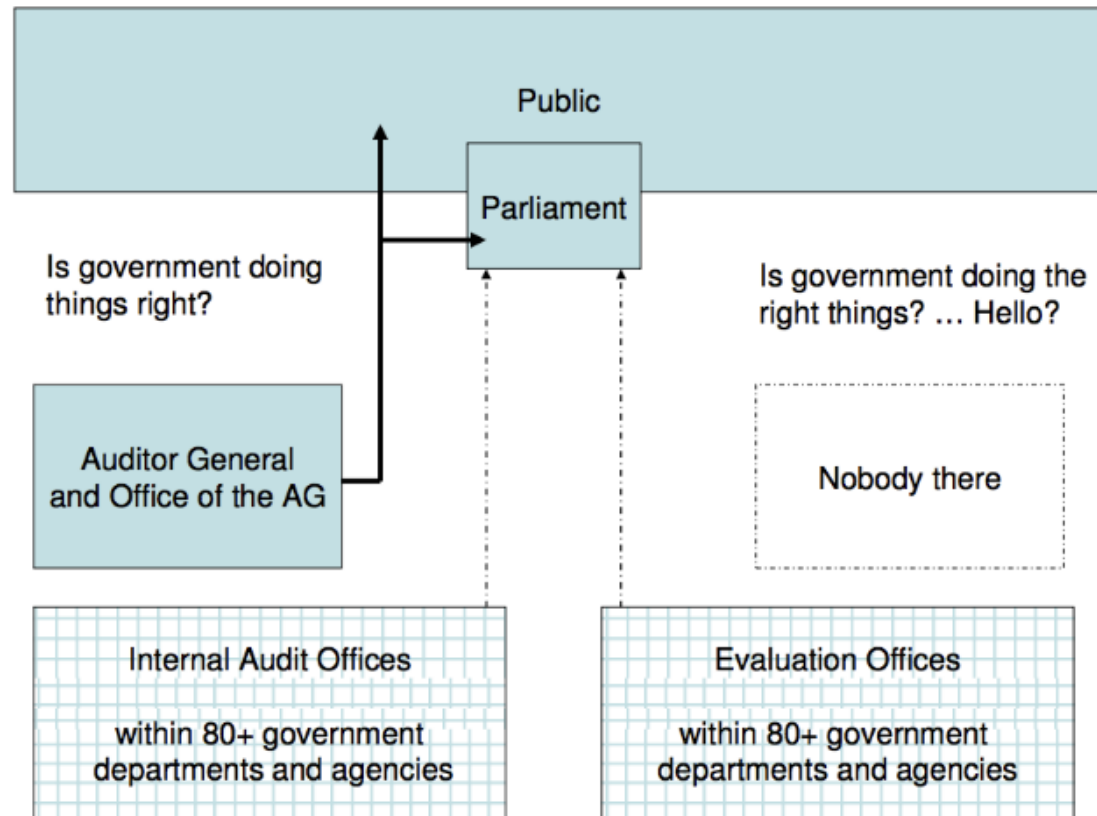 Public
Parliament
Is government doing
things right?
Is government doing the
right things? … Hello?
Auditor General
and Office of the AG
Nobody there
Internal Audit Offices
within 80+ government
departments and agencies
Evaluation Offices
within 80+ government
departments and agencies